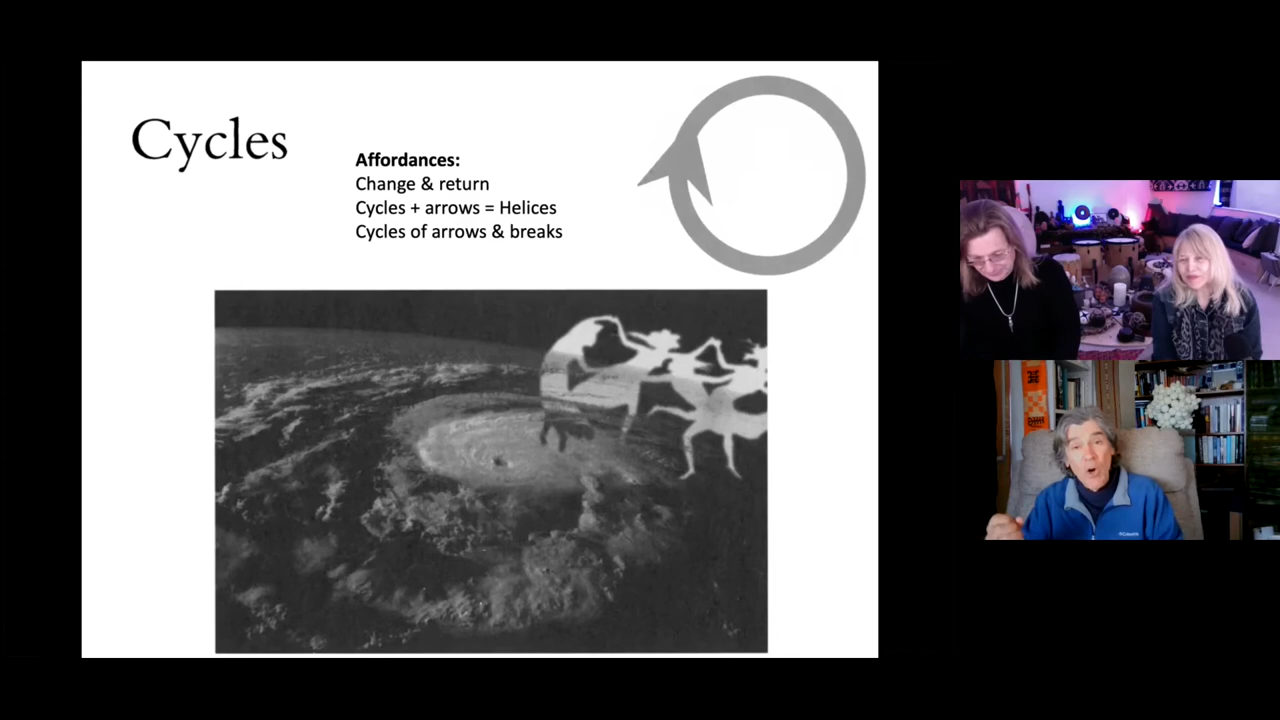 Cycles
Affordances:
Change & return
Cycles + arrows = Helices
Cycles of arrows & breaks